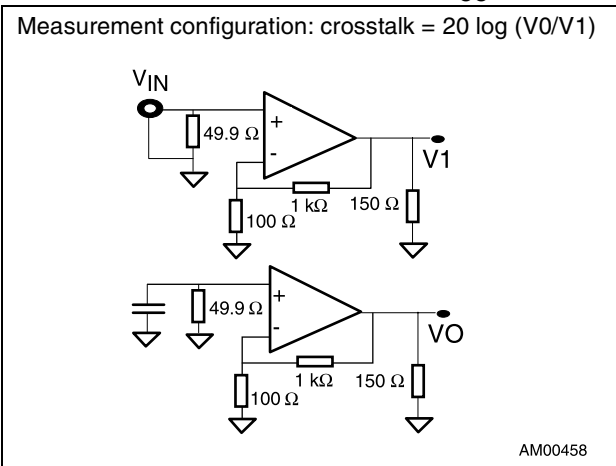 Measurement configuration: crosstalk = 20 log (V0/V1)
VIN
49.9 Ω
+
-
V1
1 kΩ
150 Ω
100 Ω
49.9 Ω
+
-
VO
1 kΩ
150 Ω
100 Ω
AM00458